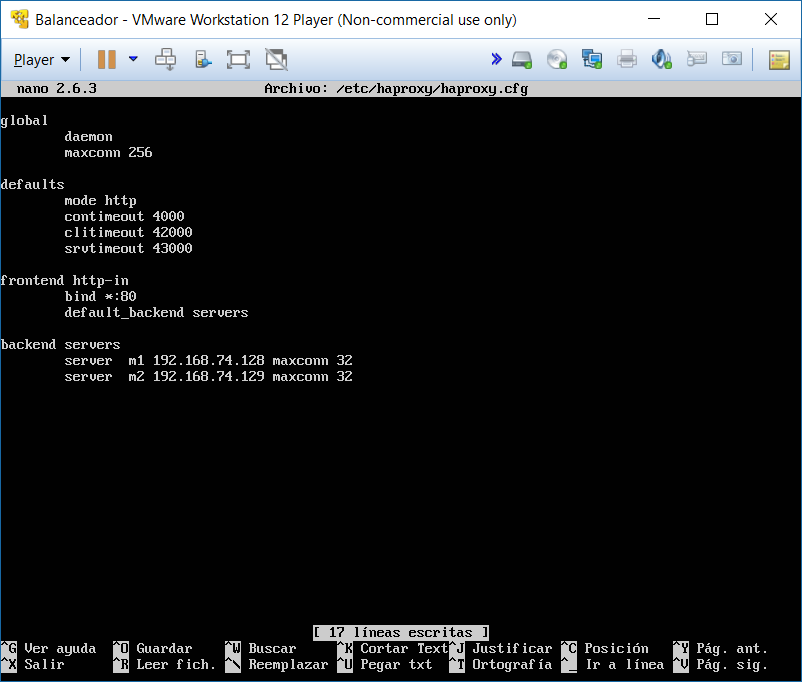 Balanceador - VMware Workstation 12 Player (Non-commercial use only)
Player
nano 2.6.3 Archivo: /etc/haproxy/haproxy.cfg
global
daemon
maxconn 256
defaults
mode http
contimeout 4000
clitimeout 42000
srvtimeout 43000
frontend http-in
bind *:80
default_backend servers
backend servers
server m1 192.168.74.128 maxconn 32
server m2 192.168.74.129 maxconn 32
[ 17 líneas escritas ]
^G Ver ayuda ^O Guardar ^W Buscar ^K Cortar Text ^J Justificar ^C Posición ^Y Pág. ant.
^X Salir ^R Leer fich. ^\ Reemplazar ^U Pegar txt ^T Ortografía ^_ Ir a línea ^V Pág. sig.